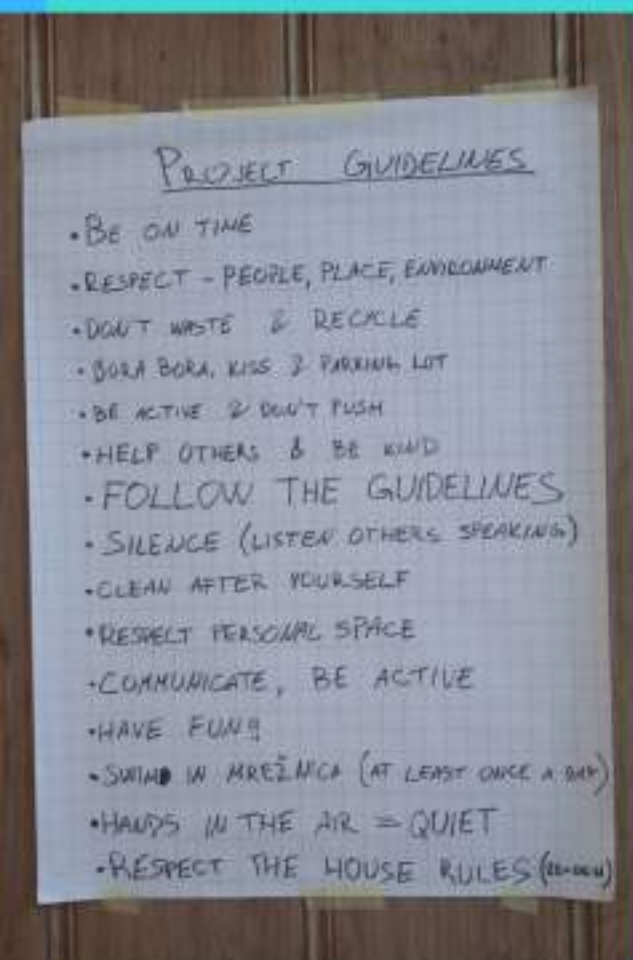 PROJECT GUIDELINES
• BE ON TIME
• RESPECT - PEOPLE, PLACE, ENVIRONMENT
• DON'T WASTE & RECYCLE
• BORA BORA, KISS & PARKING LOT
• BE ACTIVE & DON'T PUSH
• HELP OTHERS & BE KIND
• FOLLOW THE GUIDELINES
• SILENCE (LISTEN OTHERS SPEAKING)
• CLEAN AFTER YOURSELF
• RESPECT PERSONAL SPACE
• COMMUNICATE, BE ACTIVE
• HAVE FUN!
• SWIM IN MREŽNICA (AT LEAST ONCE A DAY)
• HANDS IN THE AIR = QUIET
• RESPECT THE HOUSE RULES